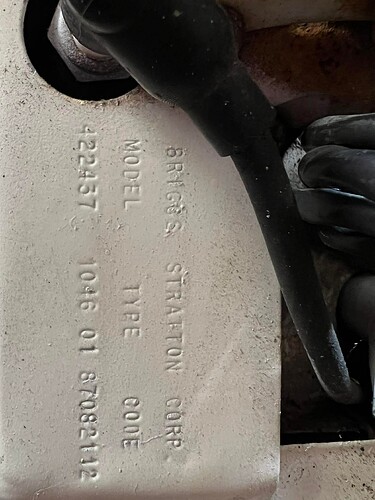 BRIGGS STRATTON CORP.
MODEL TYPE CODE
422437 1046 01 87082112